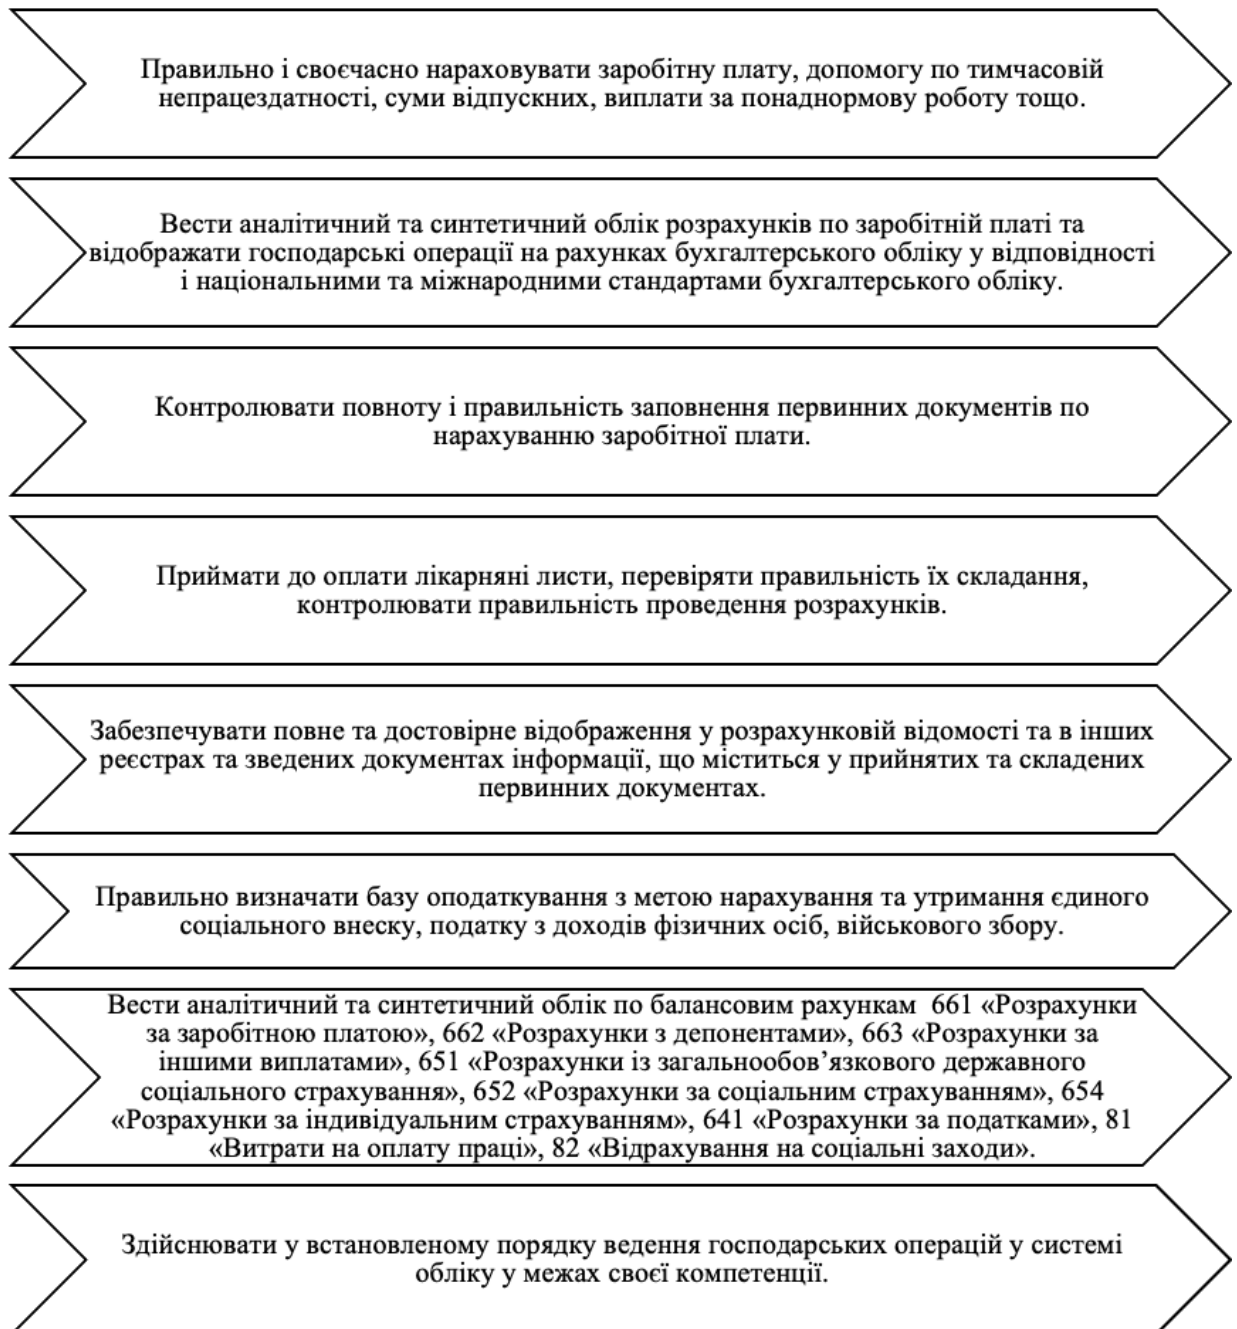 Правильно і своєчасно нараховувати заробітну плату, допомогу по тимчасовій
непрацездатності, суми відпускних, виплати за понаднормову роботу тощо.
Вести аналітичний та синтетичний облік розрахунків по заробітній платі та
відображати господарські операції на рахунках бухгалтерського обліку у відповідності
і національними та міжнародними стандартами бухгалтерського обліку.
Контролювати повноту і правильність заповнення первинних документів по
нарахуванню заробітної плати.
Приймати до оплати лікарняні листи, перевіряти правильність їх складання,
контролювати правильність проведення розрахунків.
Забезпечувати повне та достовірне відображення у розрахунковій відомості та в інших
реєстрах та зведених документах інформації, що міститься у прийнятих та складених
первинних документах.
Правильно визначати базу оподаткування з метою нарахування та утримання єдиного
соціального внеску, податку з доходів фізичних осіб, військового збору.
Вести аналітичний та синтетичний облік по балансовим рахункам  661 «Розрахунки
за заробітною платою», 662 «Розрахунки з депонентами», 663 «Розрахунки за
іншими виплатами», 651 «Розрахунки із загальнообов’язкового державного
соціального страхування», 652 «Розрахунки за соціальним страхуванням», 654
«Розрахунки за індивідуальним страхуванням», 641 «Розрахунки за податками», 81
«Витрати на оплату праці», 82 «Відрахування на соціальні заходи».
Здійснювати у встановленому порядку ведення господарських операцій у системі
обліку у межах своєї компетенції.